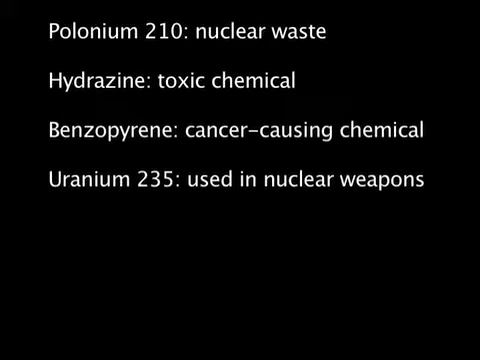 Polonium 210: nuclear waste
Hydrazine: toxic chemical
Benzopyrene: cancer-causing chemical
Uranium 235: used in nuclear weapons